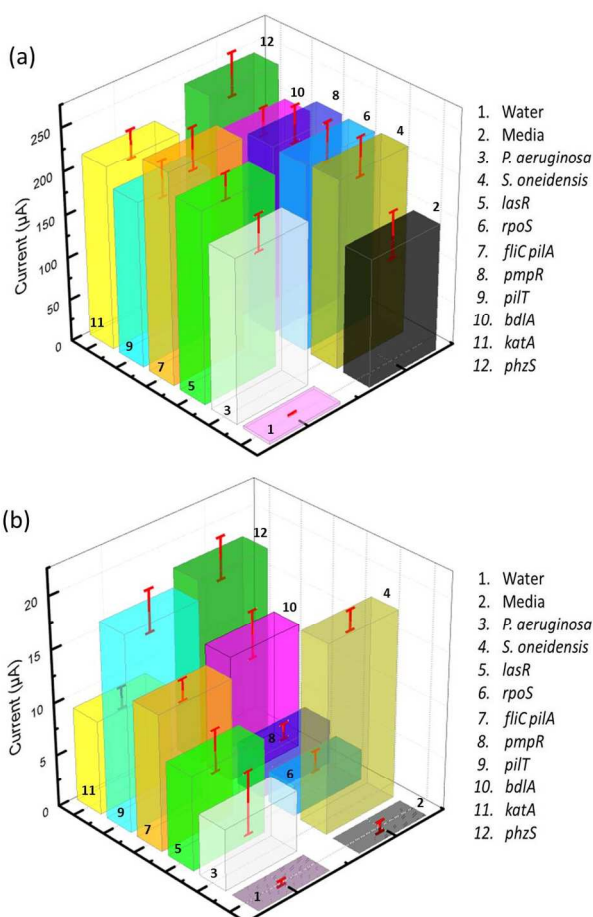 (a)
12
10
8
6
4
2
250
200
150
100
50
0
Current (µA)
11
9
7
5
3
1
1. Water
2. Media
3. P. aeruginosa
4. S. oneidensis
5. lasR
6. rpoS
7. fliC pilA
8. pmpR
9. pilT
10. bdlA
11. katA
12. phzS
(b)
12
10
4
8
6
2
20
15
10
5
0
Current (µA)
11
9
7
5
3
1
1. Water
2. Media
3. P. aeruginosa
4. S. oneidensis
5. lasR
6. rpoS
7. fliC pilA
8. pmpR
9. pilT
10. bdlA
11. katA
12. phzS